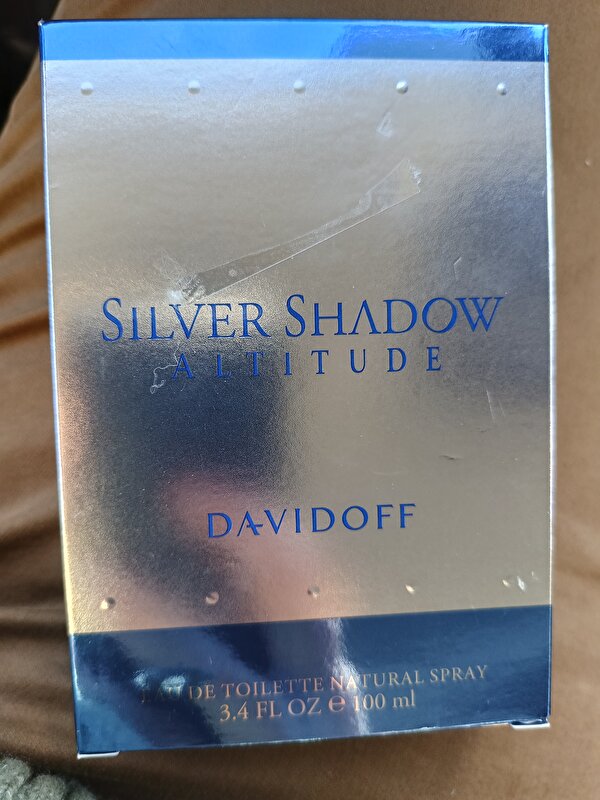 SILVER SHADOW
ALTITUDE
DAVIDOFF
EAU DE TOILETTE NATURAL SPRAY
3.4 FL OZ ℮ 100 ml